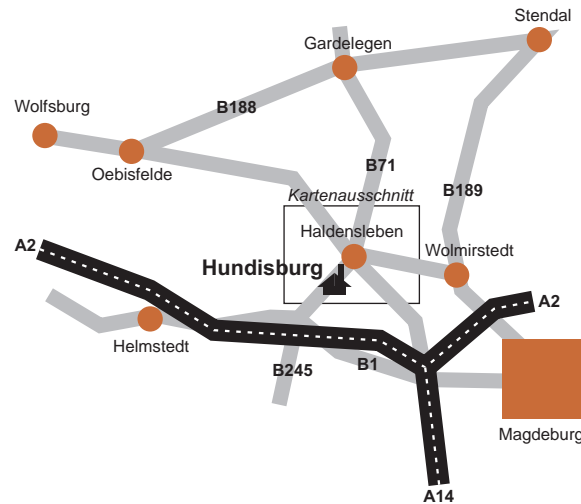 Stendal
Gardelegen
Wolfsburg
B188
Oebisfelde
B71
B189
Kartenausschnitt
Haldensleben
A2
Wolmirstedt
Hundisburg
A2
Helmstedt
B245
B1
Magdeburg
A14